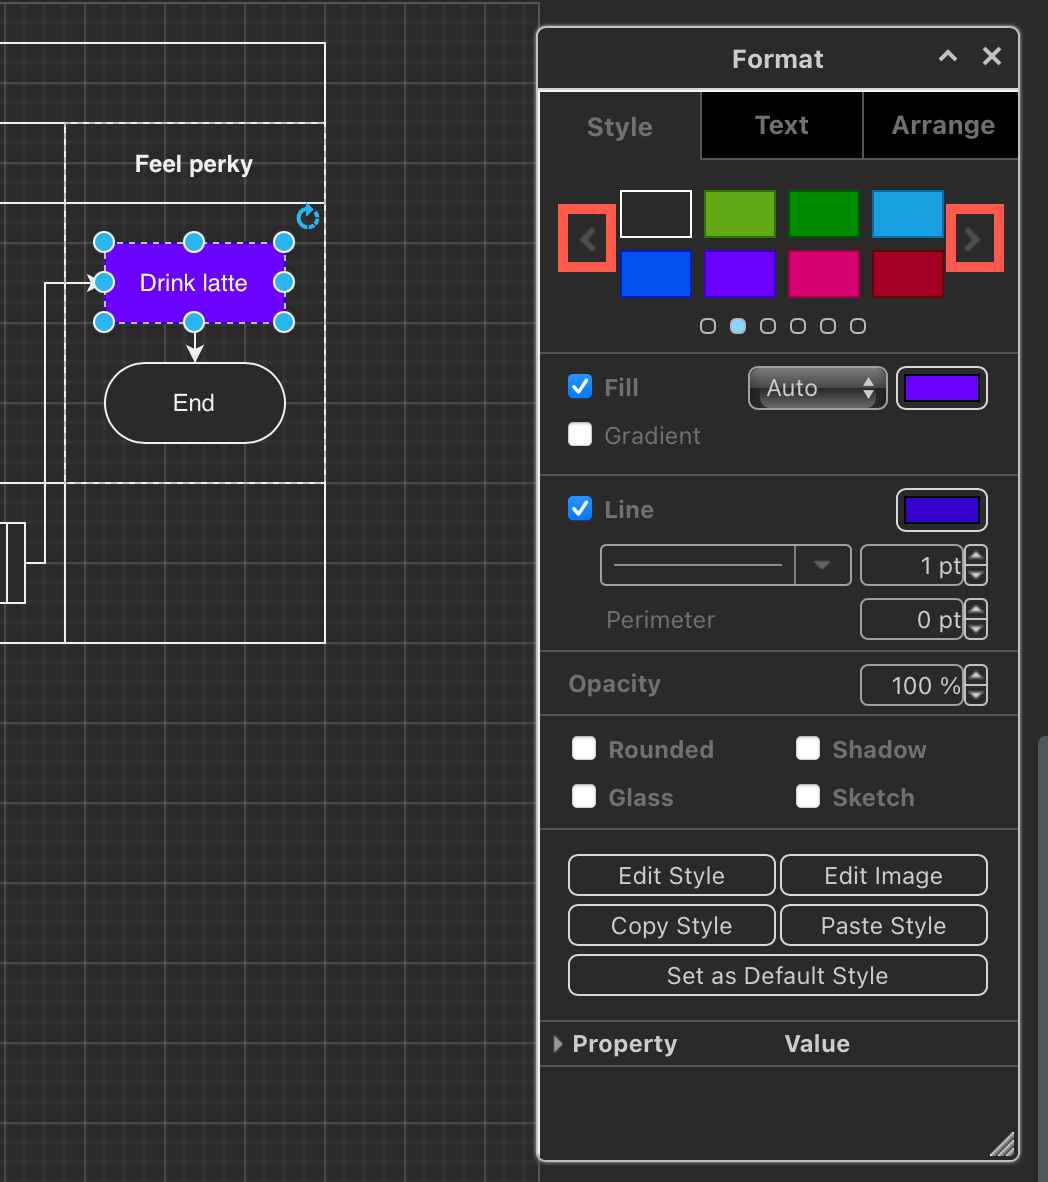 Format
Style Text Arrange
Feel perky
Drink latte
End
Fill Auto
Gradient
Line
1 pt
Perimeter 0 pt
Opacity 100 %
Rounded Shadow
Glass Sketch
Edit Style Edit Image
Copy Style Paste Style
Set as Default Style
Property Value